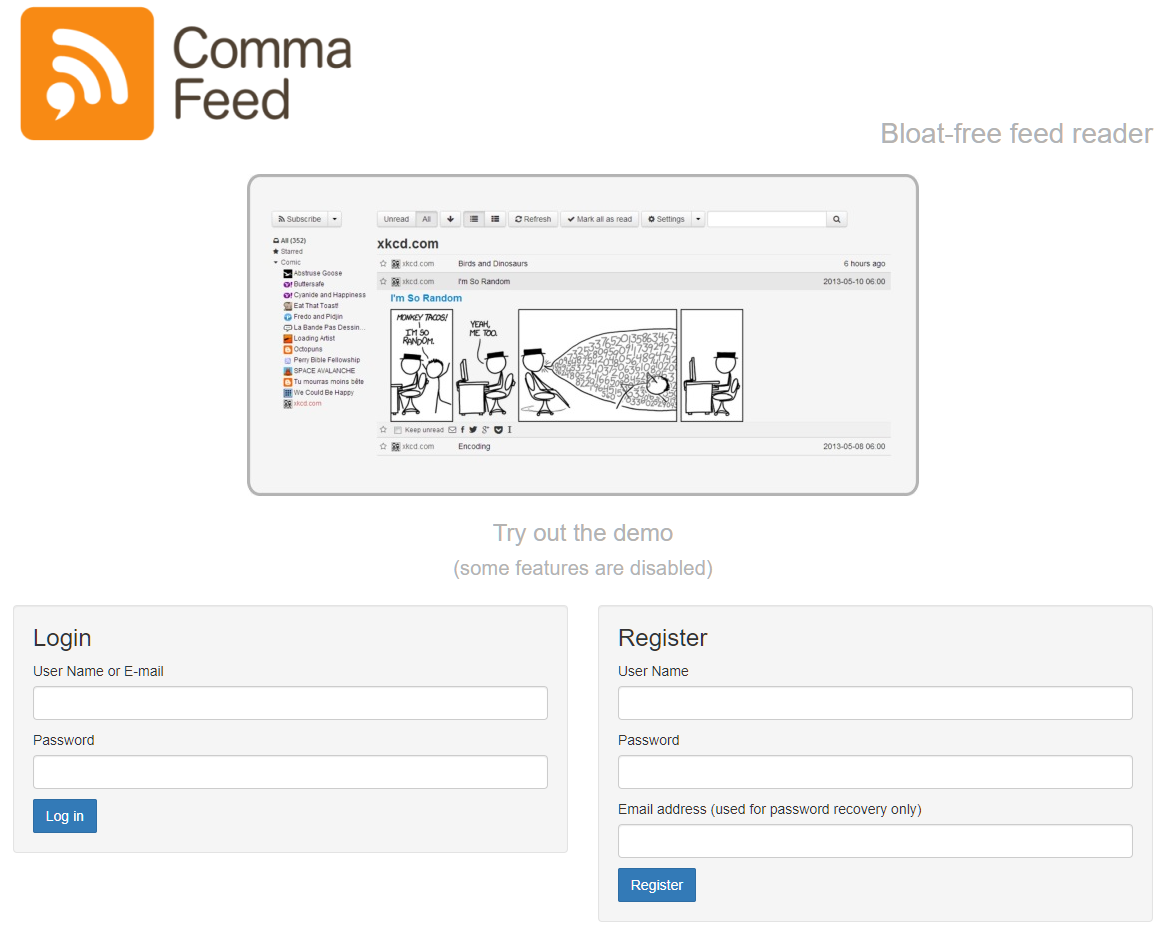 Comma
Feed
Bloat-free feed reader
Subscribe
Unread All Refresh Mark all as read Settings
All (352)
Starred
Comic
Abstruse Goose
Buttersafe
Cyanide and Happiness
Eat That Toast!
Fredo and Pidjin
La Bande Pas Dessin...
Loading Artist
Octopuns
Perry Bible Fellowship
SPACE AVALANCHE
Tu mourras moins bête
We Could Be Happy
xkcd.com
xkcd.com
xkcd.com Birds and Dinosaurs 6 hours ago
xkcd.com I'm So Random 2013-05-10 06:00
I'm So Random
MONKEY TACOS!
I'M SO
RANDOM.
YEAH,
ME TOO.
Keep unread
xkcd.com Encoding 2013-05-08 06:00
Try out the demo
(some features are disabled)
Login
User Name or E-mail
Password
Log in
Register
User Name
Password
Email address (used for password recovery only)
Register